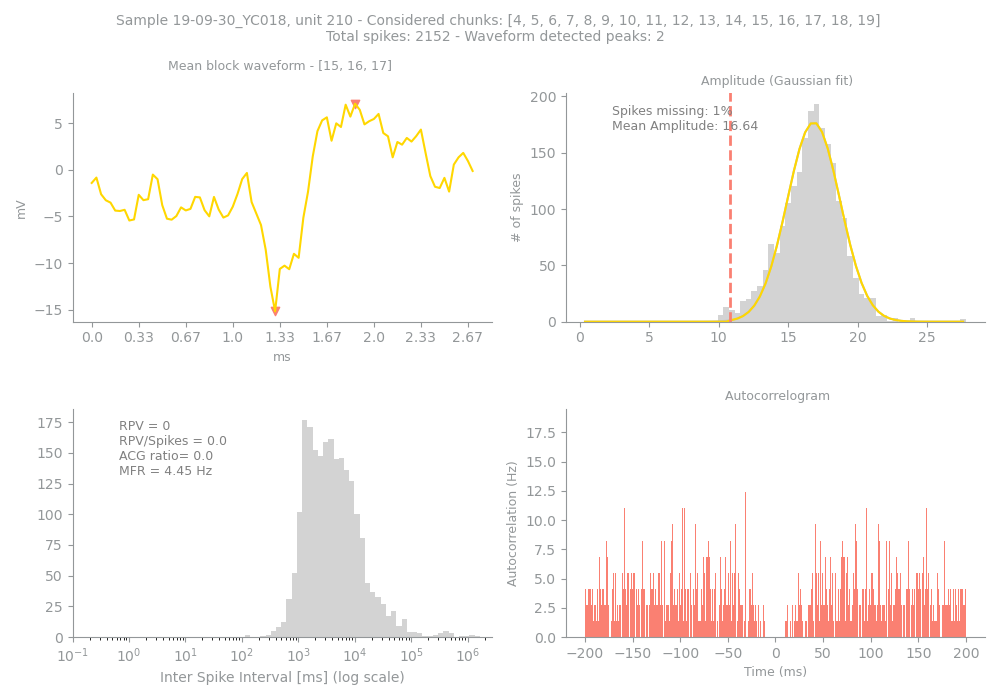 Sample 19-09-30_YC018, unit 210 - Considered chunks: [4, 5, 6, 7, 8, 9, 10, 11, 12, 13, 14, 15, 16, 17, 18, 19]
Total spikes: 2152 - Waveform detected peaks: 2
Mean block waveform - [15, 16, 17]
mV
5
0
−5
−10
−15
0.0 0.33 0.67 1.0 1.33 1.67 2.0 2.33 2.67
ms
Amplitude (Gaussian fit)
Spikes missing: 1%
Mean Amplitude: 16.64
# of spikes
200
150
100
50
0
0 5 10 15 20 25
RPV = 0
RPV/Spikes = 0.0
ACG ratio= 0.0
MFR = 4.45 Hz
175
150
125
100
75
50
25
0
10⁻¹ 10⁰ 10¹ 10² 10³ 10⁴ 10⁵ 10⁶
Inter Spike Interval [ms] (log scale)
Autocorrelogram
Autocorrelation (Hz)
17.5
15.0
12.5
10.0
7.5
5.0
2.5
0.0
−200 −150 −100 −50 0 50 100 150 200
Time (ms)